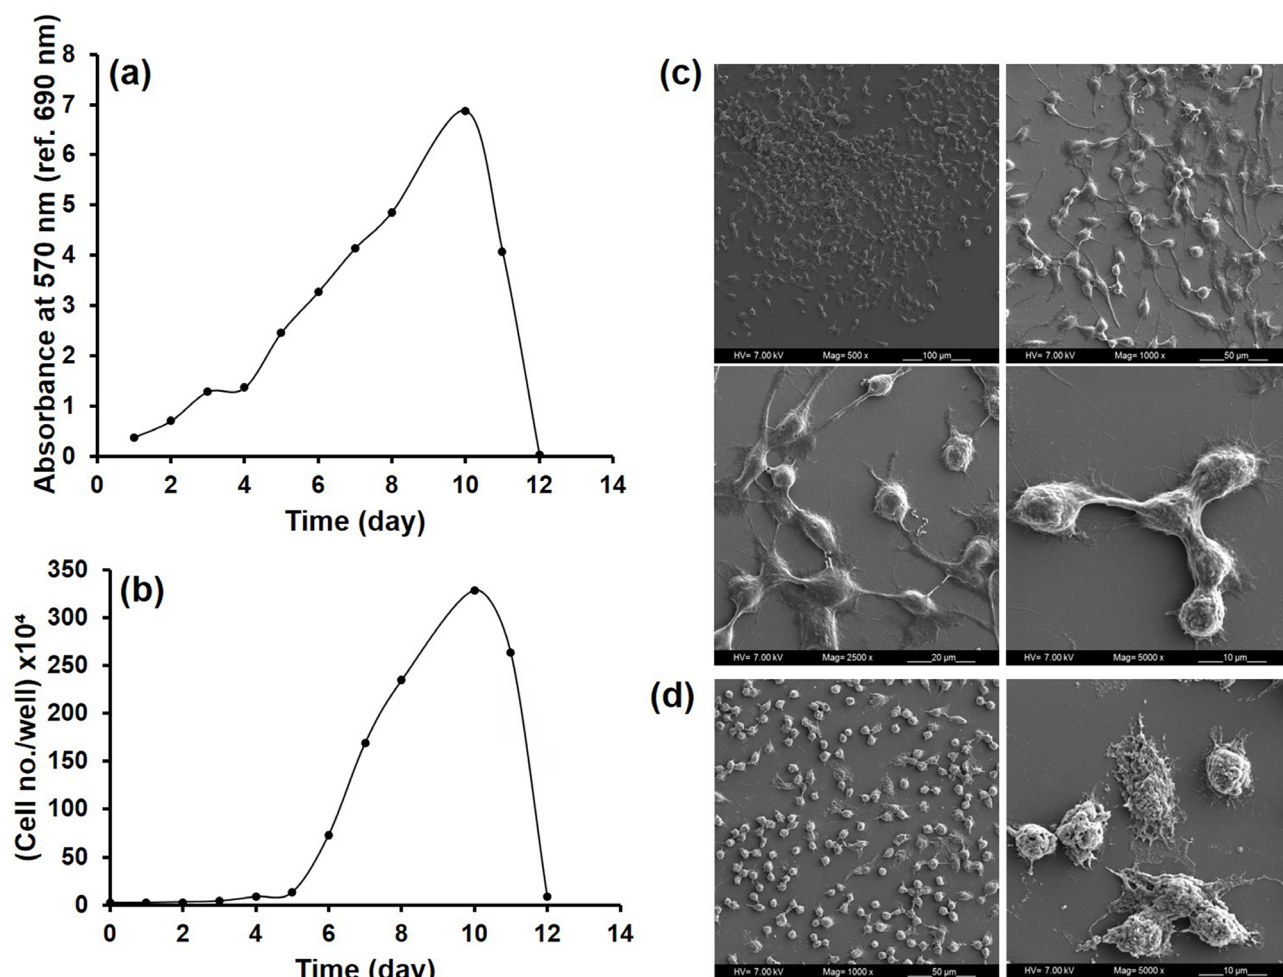 (a)
Absorbance at 570 nm (ref. 690 nm)
8
7
6
5
4
3
2
1
0
0 2 4 6 8 10 12 14
Time (day)
(b)
(Cell no./well) x10⁴
350
300
250
200
150
100
50
0
0 2 4 6 8 10 12 14
Time (day)
(c)
HV= 7.00 kV Mag= 500 x 100 µm
HV= 7.00 kV Mag= 1000 x 50 µm
HV= 7.00 kV Mag= 2500 x 20 µm
HV= 7.00 kV Mag= 5000 x 10 µm
(d)
HV= 7.00 kV Mag= 1000 x 50 µm
HV= 7.00 kV Mag= 5000 x 10 µm